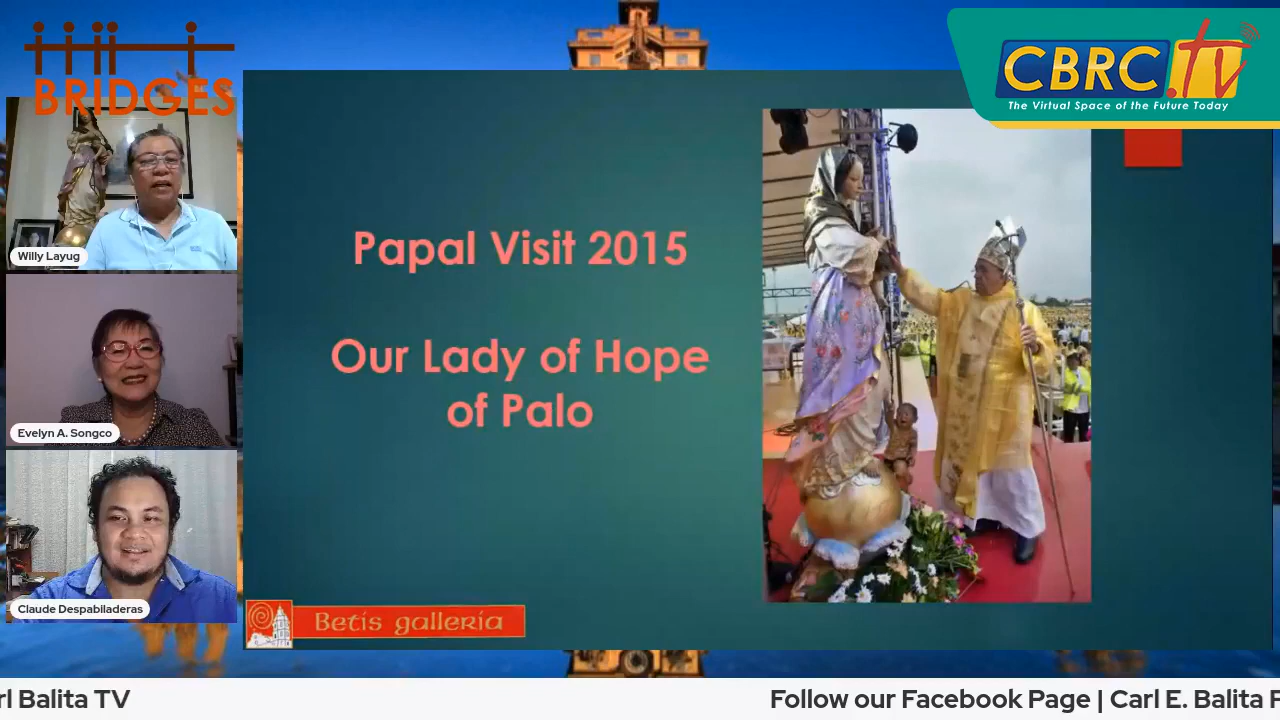 BRIDGES
CBRC.tv
The Virtual Space of the Future Today
Willy Layug
Evelyn A. Songco
Claude Despabiladeras
Papal Visit 2015
Our Lady of Hope
of Palo
Betis galleria
rl Balita TV
Follow our Facebook Page | Carl E. Balita